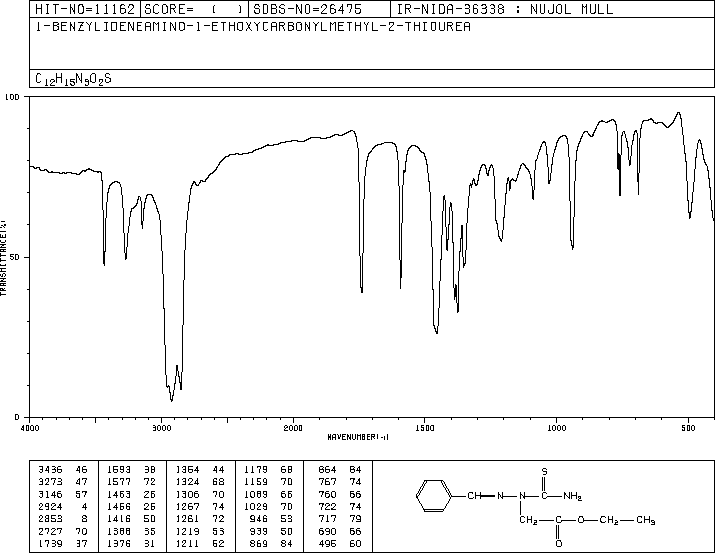 HIT-NO=11162 SCORE= ( ) SDBS-NO=26475 IR-NIDA-36338 : NUJOL MULL
1-BENZYLIDENEAMINO-1-ETHOXYCARBONYLMETHYL-2-THIOUREA
C12H15N3O2S
100
TRANSMITTANCE(%)
50
0
4000 3000 2000 1500 1000 500
WAVENUMBER(-1)
3436 46 1593 38 1364 44 1179 68 864 84
3273 47 1577 72 1324 68 1159 70 767 74
3146 57 1463 26 1306 70 1089 66 760 66
2924 4 1456 26 1267 74 1029 70 722 74
2853 8 1416 50 1261 72 946 53 717 79
2727 70 1388 35 1219 53 939 50 690 66
1739 37 1376 31 1211 52 869 84 496 60
S
CH=N-N-C-NH2
CH2-C-O-CH2-CH3
O